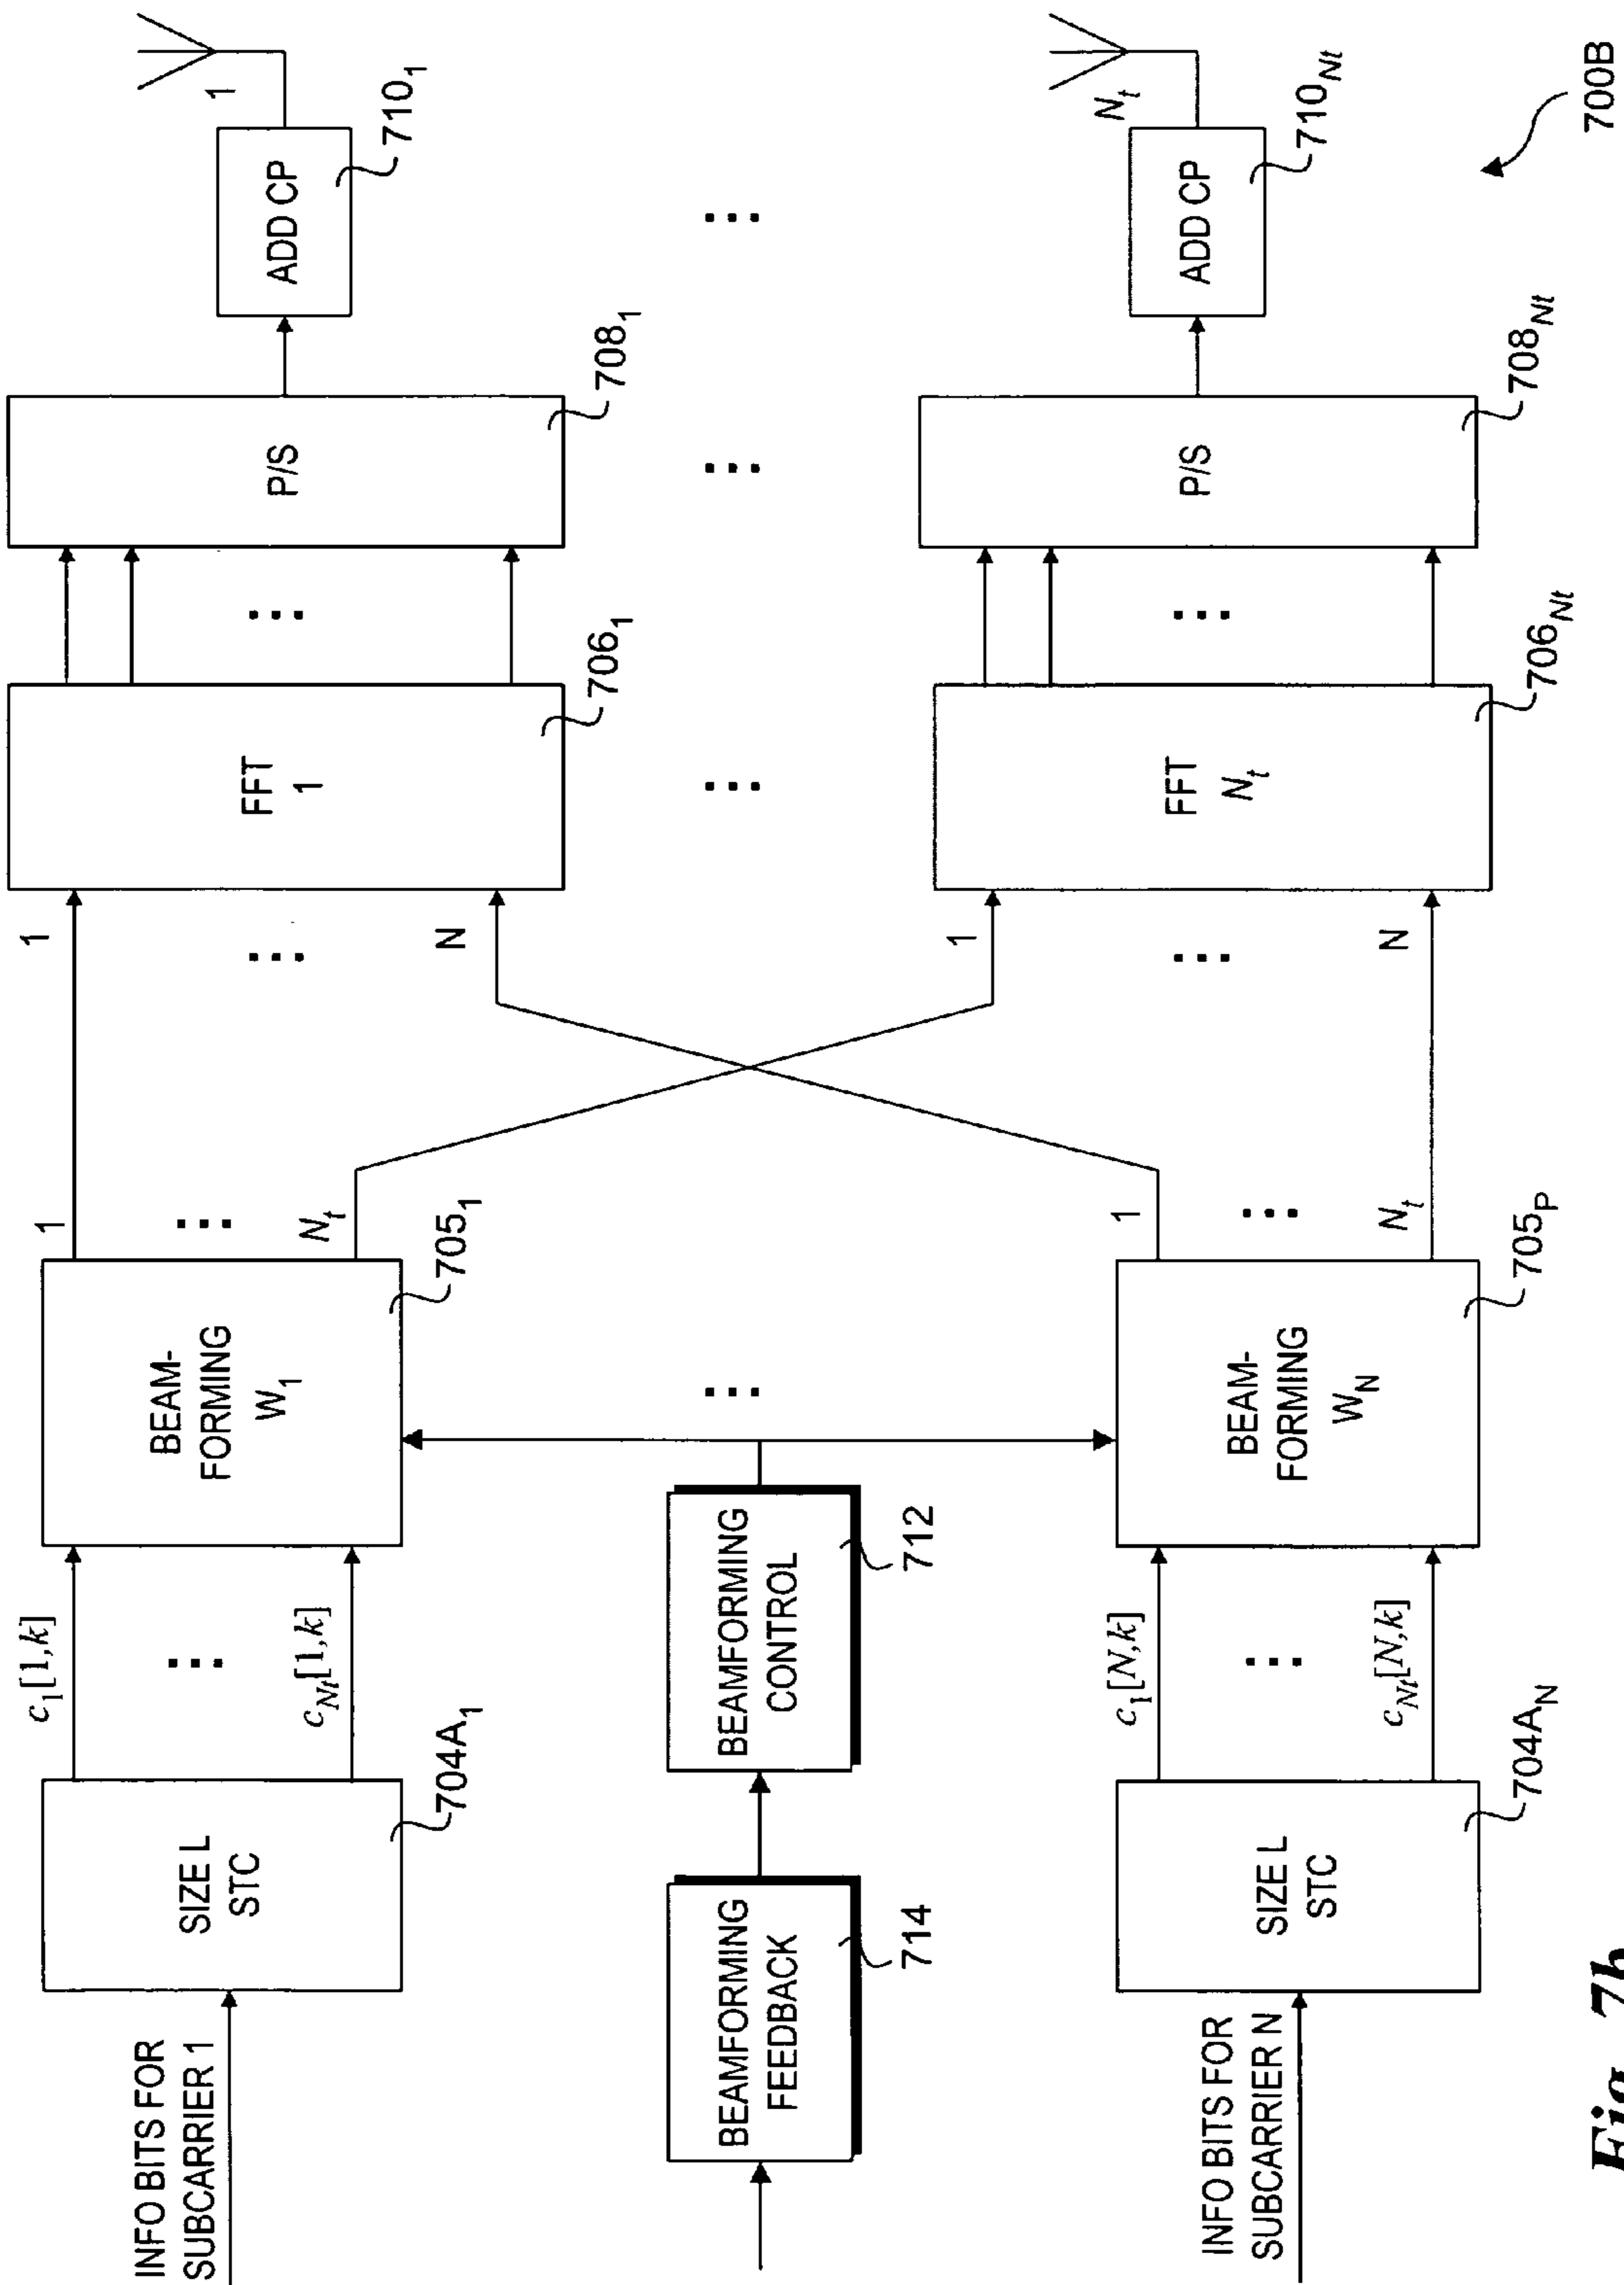 INFO BITS FOR
SUBCARRIER 1
SIZE L
STC
704A1
c1[1,k]
...
cNt[1,k]
BEAM-
FORMING
W1
7051
1
...
Nt
1
...
N
FFT
1
7061
...
P/S
7081
ADD CP
7101
1
BEAMFORMING
FEEDBACK
714
BEAMFORMING
CONTROL
712
...
...
...
...
INFO BITS FOR
SUBCARRIER N
SIZE L
STC
704AN
c1[N,k]
...
cNt[N,k]
BEAM-
FORMING
WN
705P
1
...
Nt
1
...
N
FFT
Nt
706Nt
...
P/S
708Nt
ADD CP
710Nt
Nt
700B
Fig. 7b